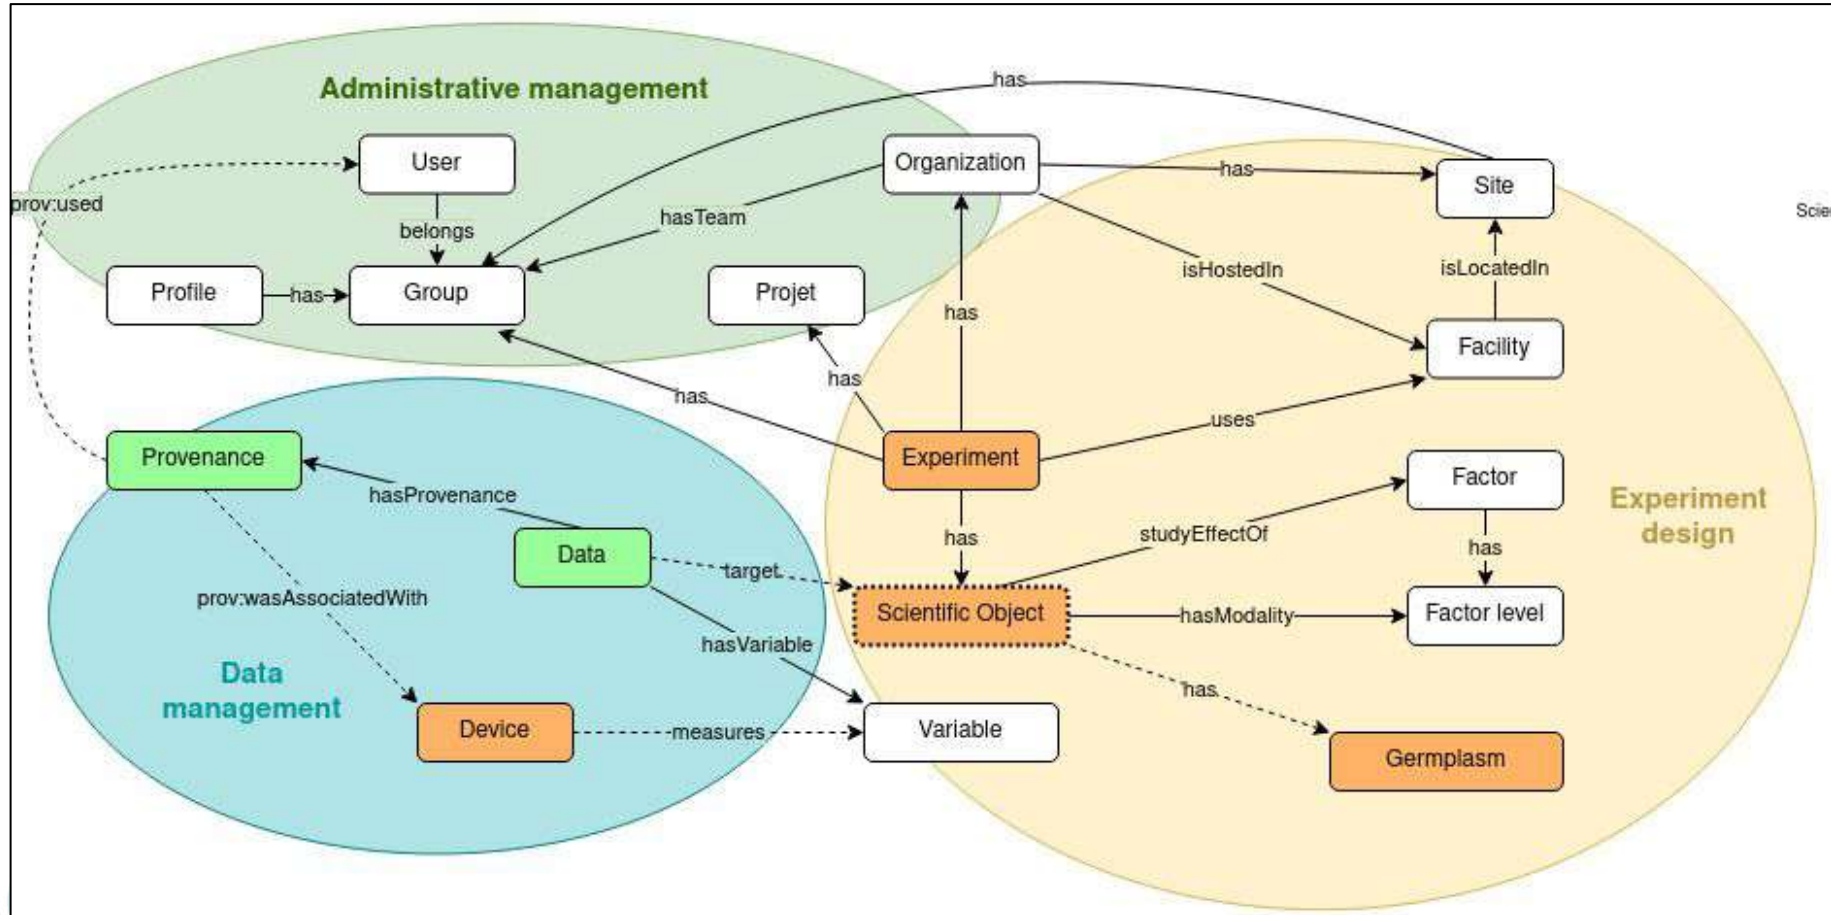 Administrative management
has
User
Organization
has
Site
prov:used
belongs
hasTeam
Scie
isHostedIn
isLocatedIn
Profile
has
Group
Projet
has
Facility
has
has
uses
Provenance
Experiment
Factor
hasProvenance
Experiment
design
Data
has
studyEffectOf
has
target
prov:wasAssociatedWith
Scientific Object
hasModality
Factor level
hasVariable
Data
management
has
Device
measures
Variable
Germplasm